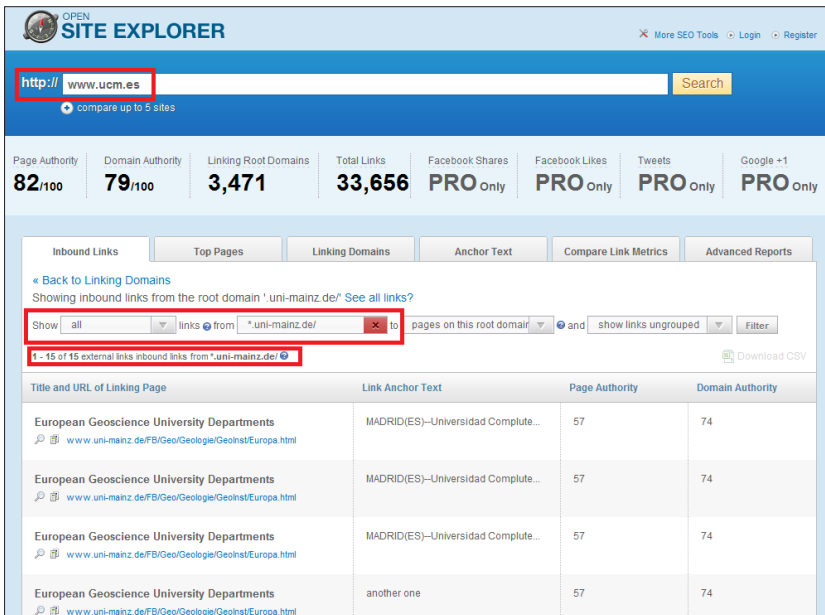 OPEN
SITE EXPLORER
More SEO Tools Login Register
http:// www.ucm.es Search
compare up to 5 sites
Page Authority Domain Authority Linking Root Domains Total Links Facebook Shares Facebook Likes Tweets Google +1
82/100 79/100 3,471 33,656 PRO Only PRO Only PRO Only PRO Only
Inbound Links Top Pages Linking Domains Anchor Text Compare Link Metrics Advanced Reports
« Back to Linking Domains
Showing inbound links from the root domain '.uni-mainz.de/' See all links?
Show all links from *.uni-mainz.de/ to pages on this root domain and show links ungrouped Filter
1 - 15 of 15 external links inbound links from *.uni-mainz.de/ Download CSV
Title and URL of Linking Page Link Anchor Text Page Authority Domain Authority
European Geoscience University Departments MADRID(ES)--Universidad Complute... 57 74
www.uni-mainz.de/FB/Geo/Geologie/GeoInst/Europa.html
European Geoscience University Departments MADRID(ES)--Universidad Complute... 57 74
www.uni-mainz.de/FB/Geo/Geologie/GeoInst/Europa.html
European Geoscience University Departments MADRID(ES)--Universidad Complute... 57 74
www.uni-mainz.de/FB/Geo/Geologie/GeoInst/Europa.html
European Geoscience University Departments another one 57 74
www.uni-mainz.de/FB/Geo/Geologie/GeoInst/Europa.html